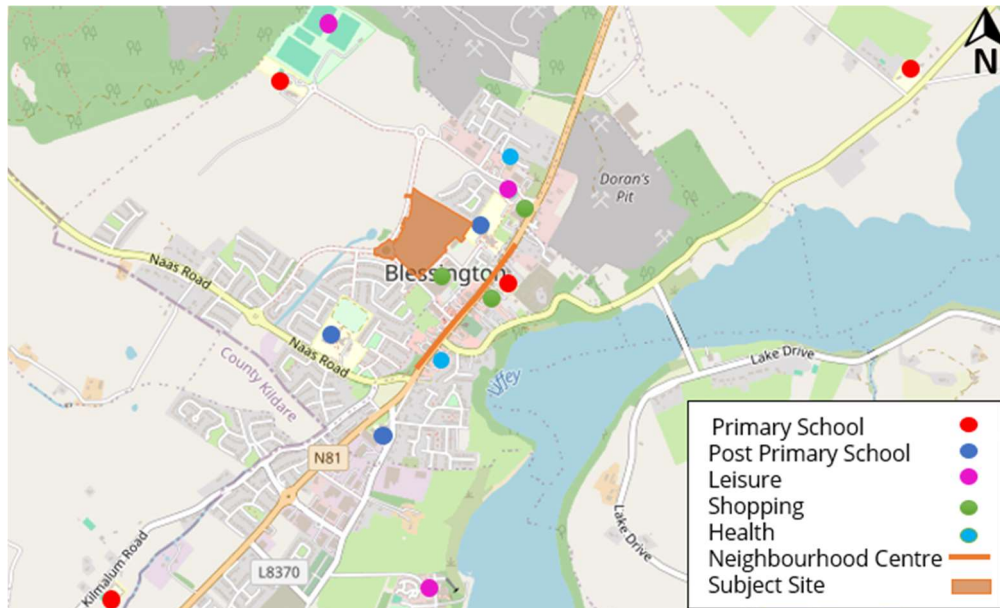 N
Doran's
Pit
Naas Road
Blessington
Naas Road
County Kildare
Liffey
Lake Drive
N81
Lake Drive
Kilmalum Road
L8370
Primary School
Post Primary School
Leisure
Shopping
Health
Neighbourhood Centre
Subject Site